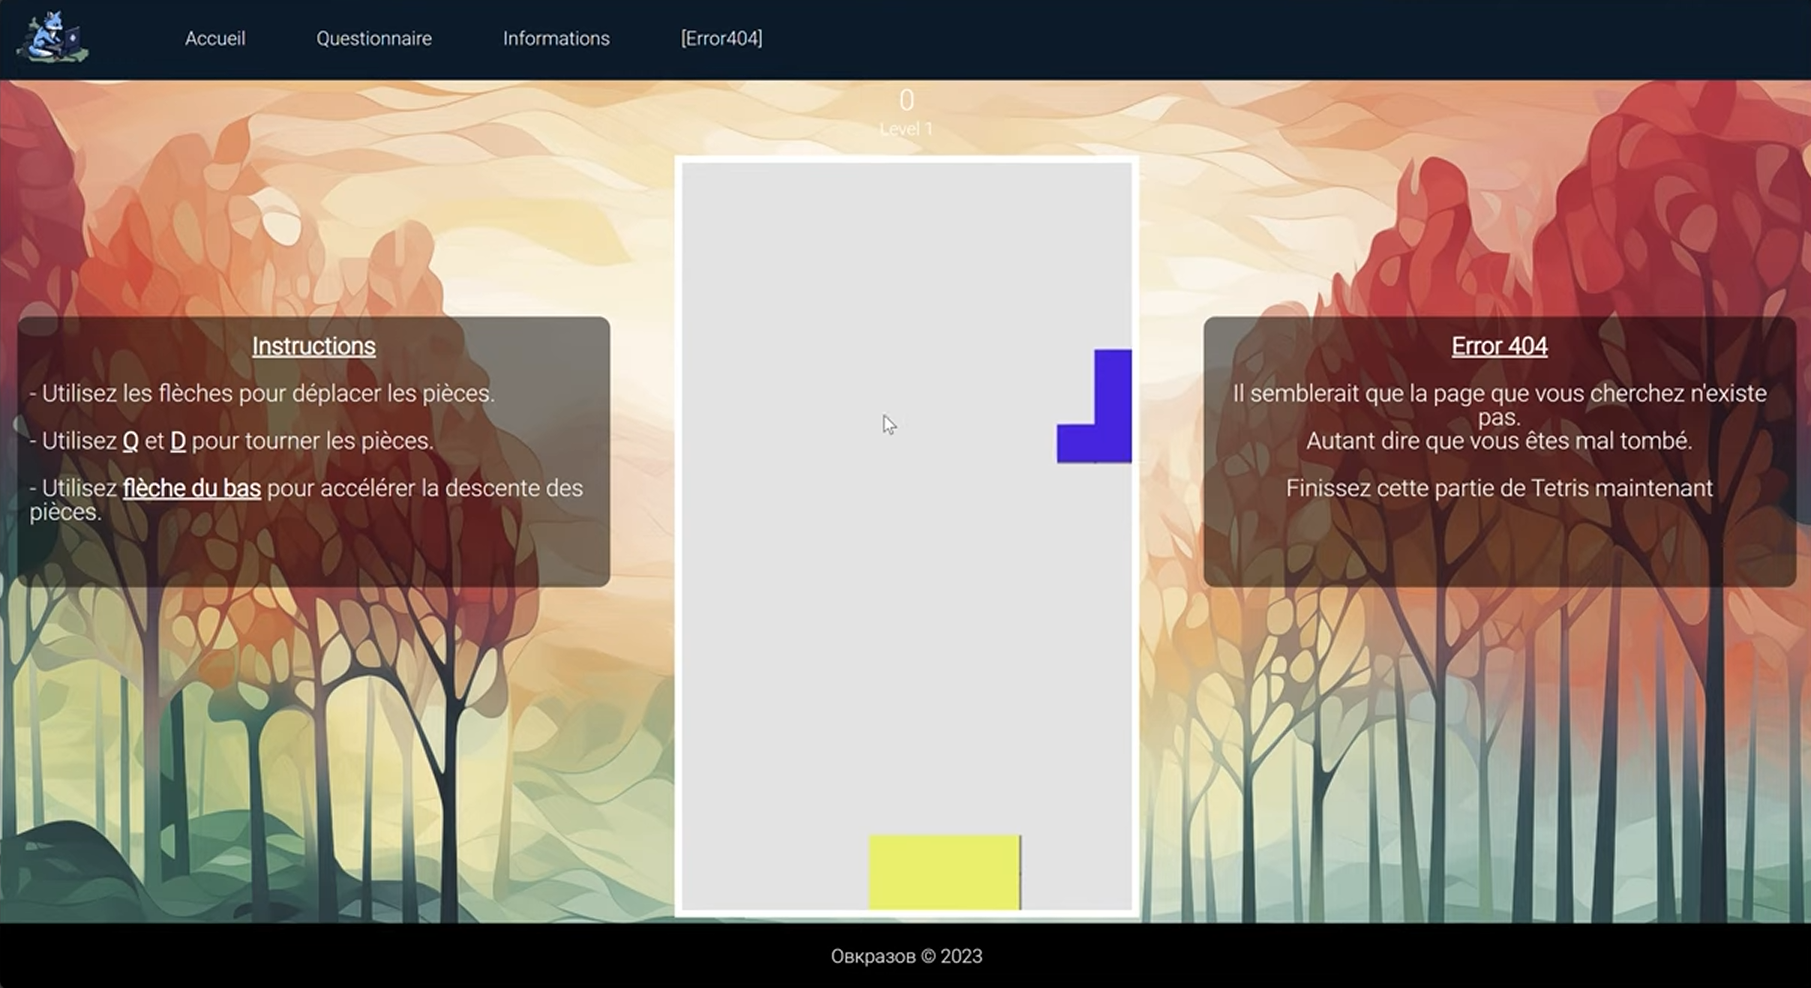 Accueil
Questionnaire
Informations
[Error404]
0
Level 1
Instructions
- Utilisez les flèches pour déplacer les pièces.
- Utilisez Q et D pour tourner les pièces.
- Utilisez flèche du bas pour accélérer la descente des
pièces.
Error 404
Il semblerait que la page que vous cherchez n'existe
pas.
Autant dire que vous êtes mal tombé.
Finissez cette partie de Tetris maintenant
Овкразов © 2023